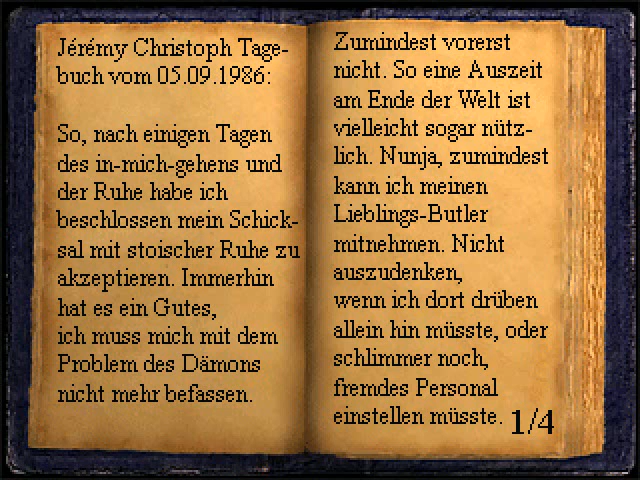 Jérémy Christoph Tage-
buch vom 05.09.1986:
So, nach einigen Tagen
des in-mich-gehens und
der Ruhe habe ich
beschlossen mein Schick-
sal mit stoischer Ruhe zu
akzeptieren. Immerhin
hat es ein Gutes,
ich muss mich mit dem
Problem des Dämons
nicht mehr befassen.
Zumindest vorerst
nicht. So eine Auszeit
am Ende der Welt ist
vielleicht sogar nütz-
lich. Nunja, zumindest
kann ich meinen
Lieblings-Butler
mitnehmen. Nicht
auszudenken,
wenn ich dort drüben
allein hin müsste, oder
schlimmer noch,
fremdes Personal
einstellen müsste.
1/4